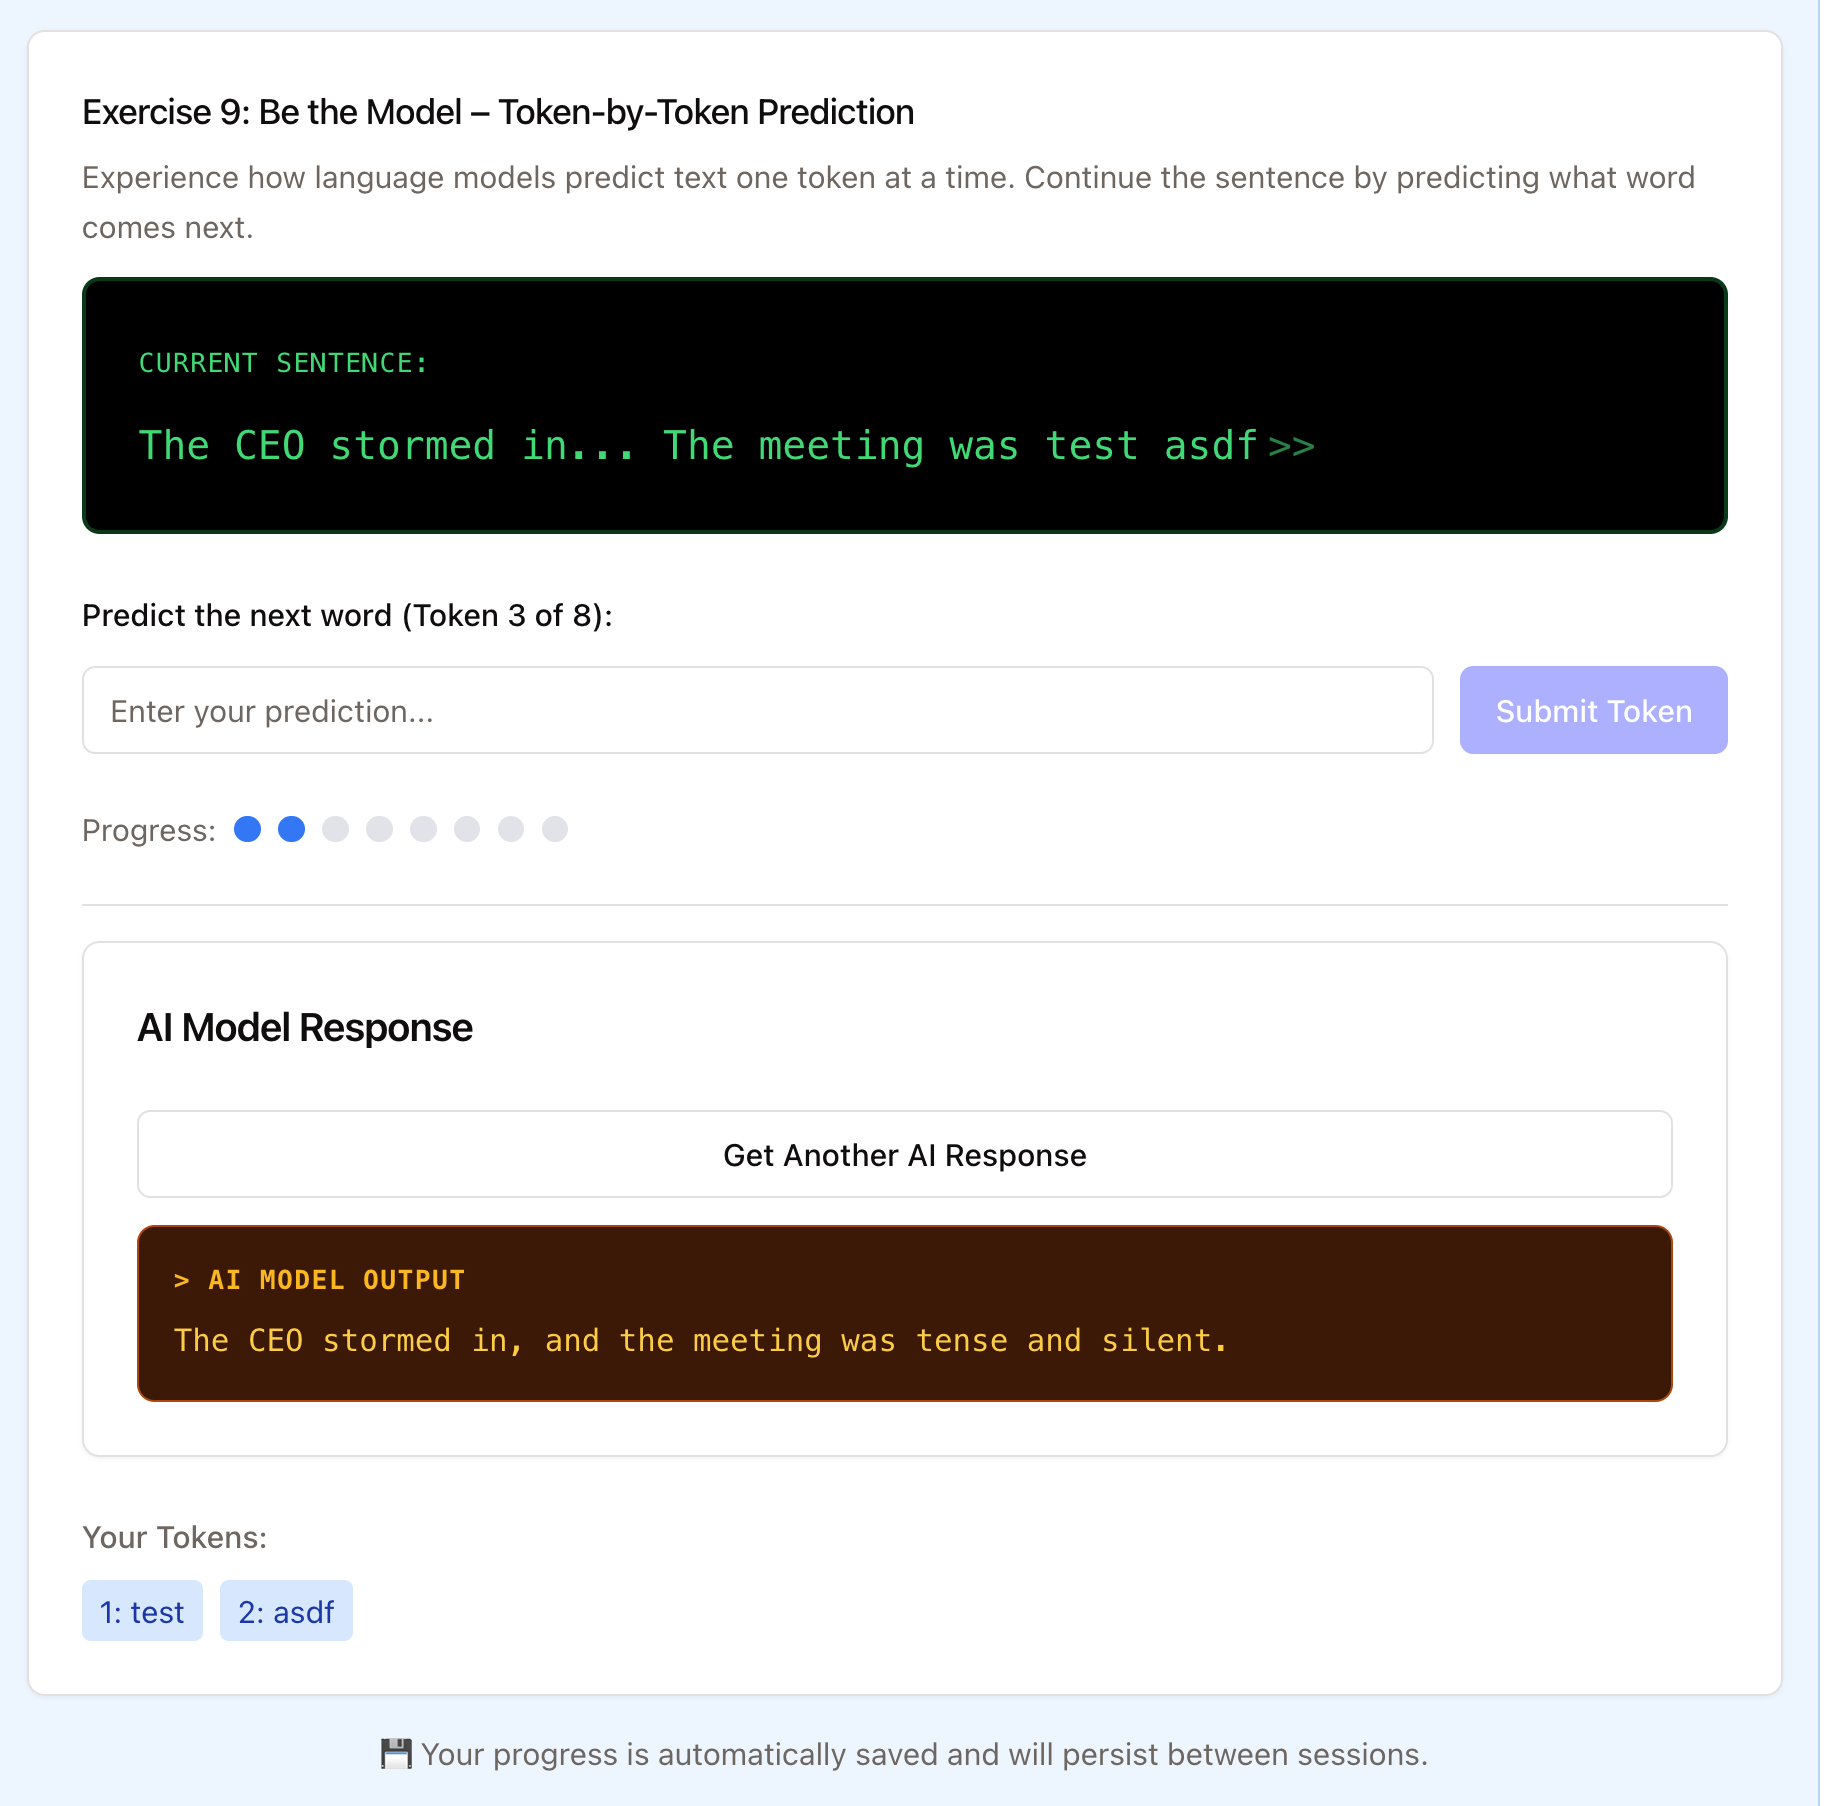 Exercise 9: Be the Model – Token-by-Token Prediction
Experience how language models predict text one token at a time. Continue the sentence by predicting what word
comes next.
CURRENT SENTENCE:
The CEO stormed in... The meeting was test asdf >>
Predict the next word (Token 3 of 8):
Enter your prediction...
Submit Token
Progress:
AI Model Response
Get Another AI Response
> AI MODEL OUTPUT
The CEO stormed in, and the meeting was tense and silent.
Your Tokens:
1: test
2: asdf
💾 Your progress is automatically saved and will persist between sessions.